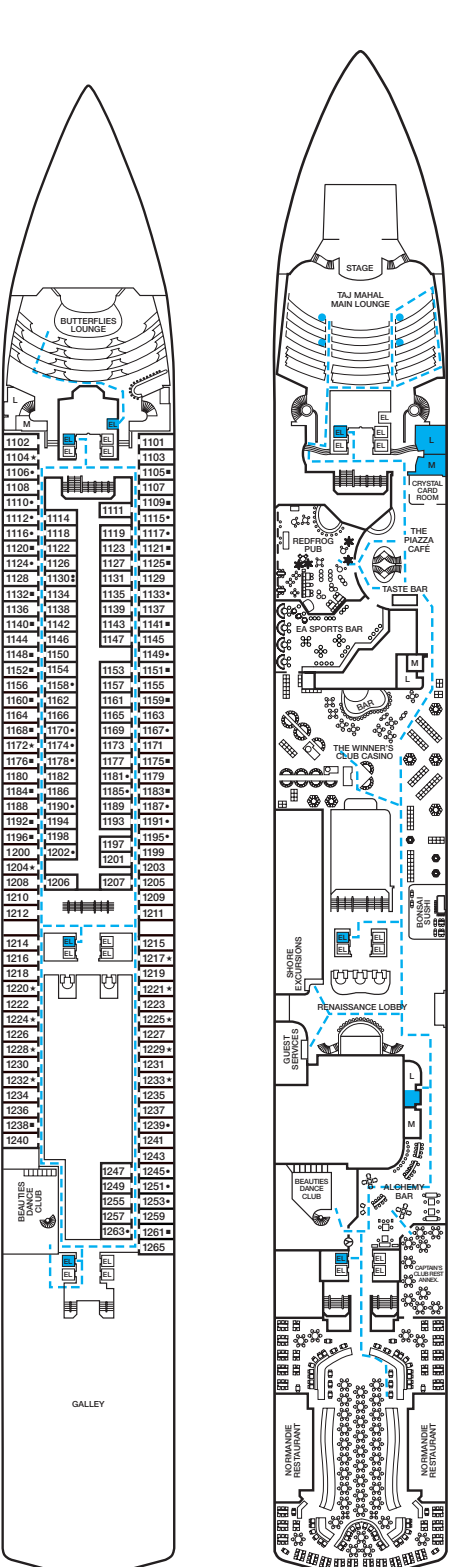 BUTTERFLIES
LOUNGE
L
M
EL
EL EL
EL EL
1102 1101
1104 1103
1106 1105
1108 1107
1110 1111 1109
1112 1114 1115
1116 1118 1119 1117
1120 1122 1123 1121
1124 1126 1127 1125
1128 1130 1131 1129
1132 1134 1135 1133
1136 1138 1139 1137
1140 1142 1143 1141
1144 1146 1147 1145
1148 1150 1149
1152 1154 1153 1151
1156 1158 1157 1155
1160 1162 1161 1159
1164 1166 1165 1163
1168 1170 1169 1167
1172 1174 1173 1171
1176 1178 1177 1175
1180 1182 1181 1179
1184 1186 1185 1183
1188 1190 1189 1187
1192 1194 1193 1191
1196 1198 1197 1195
1200 1202 1201 1199
1204 1203
1208 1206 1207 1205
1210 1209
1212 1211
1214 EL EL 1215
1216 EL EL 1217
1218 1219
1220 1221
1222 1223
1224 1225
1226 1227
1228 1229
1230 1231
1232 1233
1234 1235
1236 1237
1238 1239
1240 1241
1243
1247 1245
1249 1251
1255 1253
1257 1259
1263 1261
1265
BEAUTIES
DANCE
CLUB
EL EL
EL EL
GALLEY
STAGE
TAJ MAHAL
MAIN LOUNGE
EL
EL EL
EL EL
L
M
CRYSTAL
CARD
ROOM
REDFROG
PUB
THE
PIAZZA
CAFÉ
TASTE BAR
EA SPORTS BAR
M
L
BAR
THE WINNER'S
CLUB CASINO
BONSAI
SUSHI
EL EL
EL EL
SHORE
EXCURSIONS
RENAISSANCE LOBBY
GUEST
SERVICES
L
M
BEAUTIES
DANCE
CLUB
ALCHEMY
BAR
EL EL
EL EL
CAPTAIN'S
CLUB REST
ANNEX.
NORMANDIE
RESTAURANT
NORMANDIE
RESTAURANT